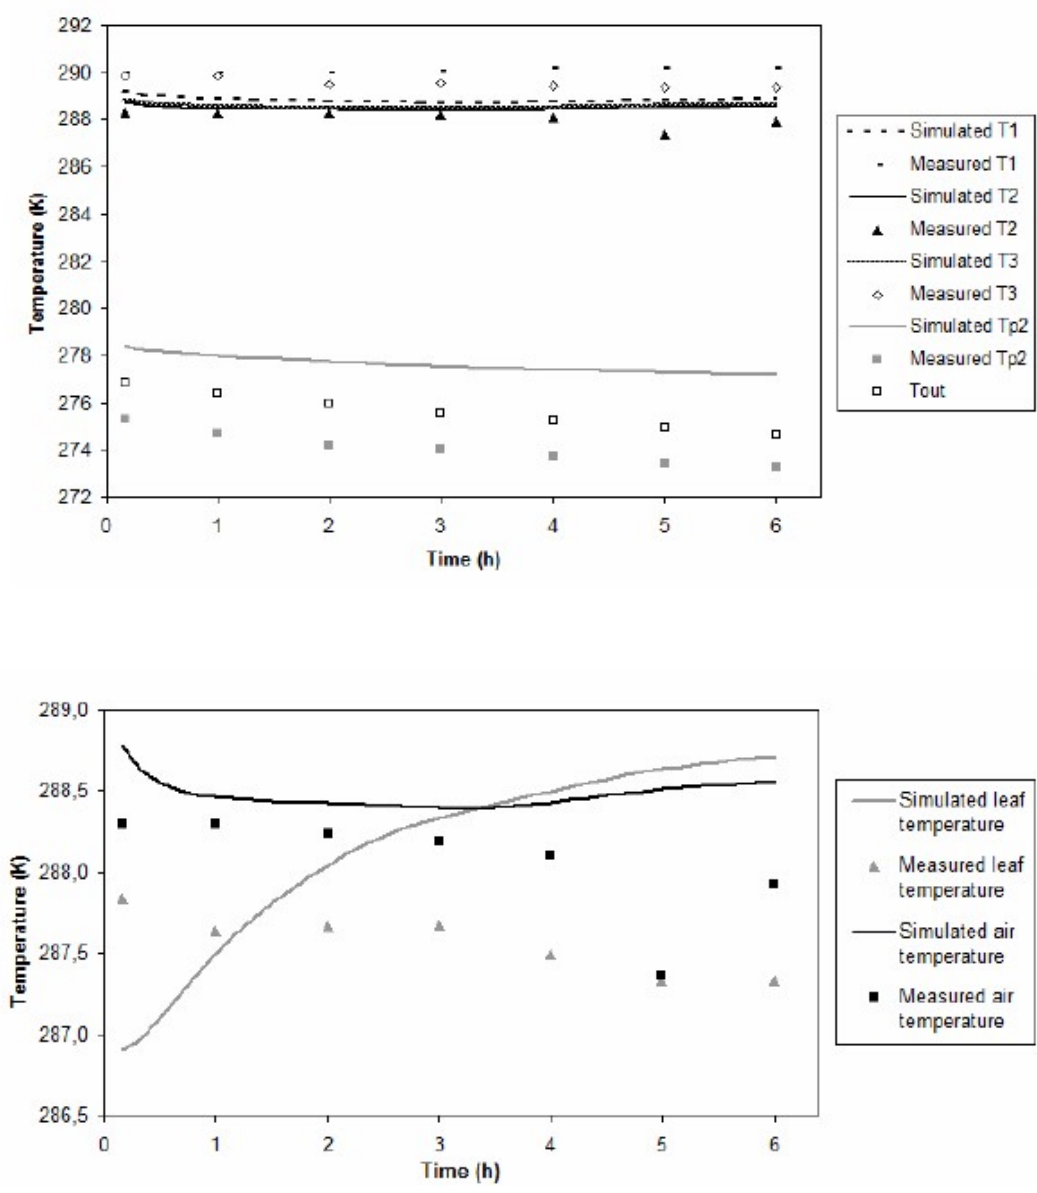 292
290
288
286
284
282
280
278
276
274
272
Temperature (K)
0 1 2 3 4 5 6
Time (h)
Simulated T1
Measured T1
Simulated T2
Measured T2
Simulated T3
Measured T3
Simulated Tp2
Measured Tp2
Tout
289,0
288,5
288,0
287,5
287,0
286,5
Temperature (K)
0 1 2 3 4 5 6
Time (h)
Simulated leaf
temperature
Measured leaf
temperature
Simulated air
temperature
Measured air
temperature